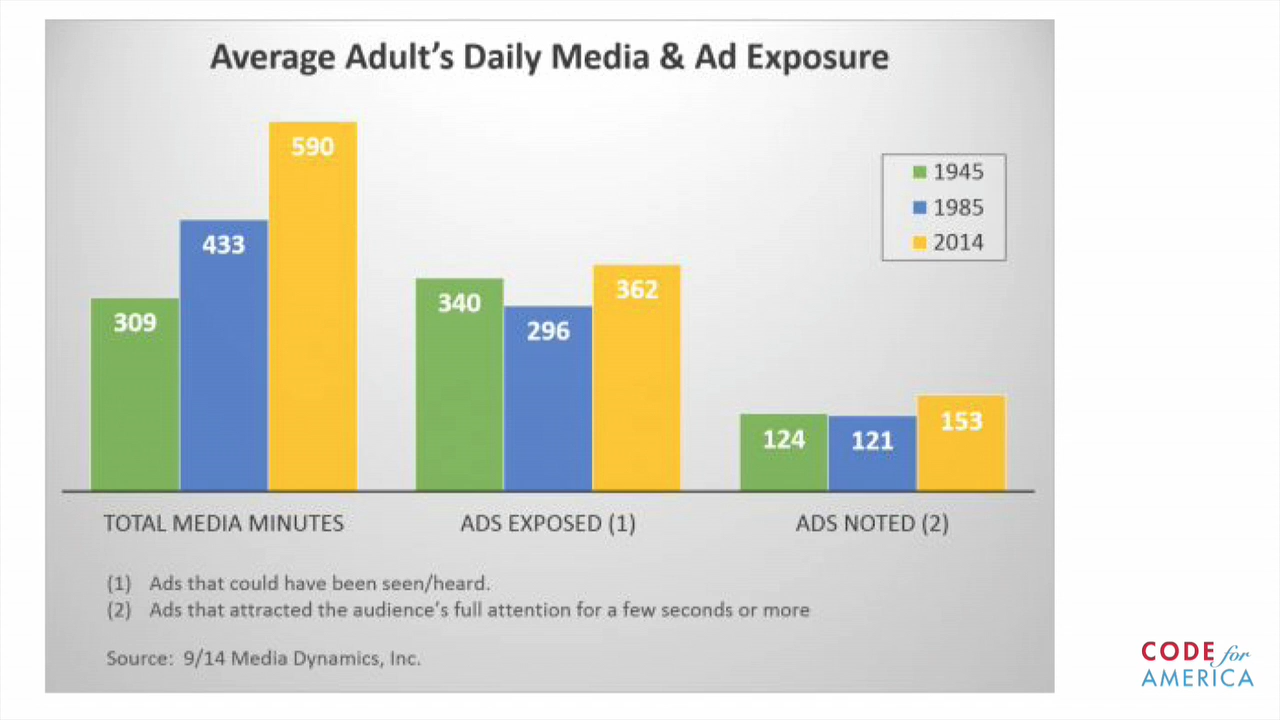 Average Adult's Daily Media & Ad Exposure
590
433
309
340
296
362
124
121
153
1945
1985
2014
TOTAL MEDIA MINUTES
ADS EXPOSED (1)
ADS NOTED (2)
(1) Ads that could have been seen/heard.
(2) Ads that attracted the audience's full attention for a few seconds or more
Source: 9/14 Media Dynamics, Inc.
CODE for
AMERICA